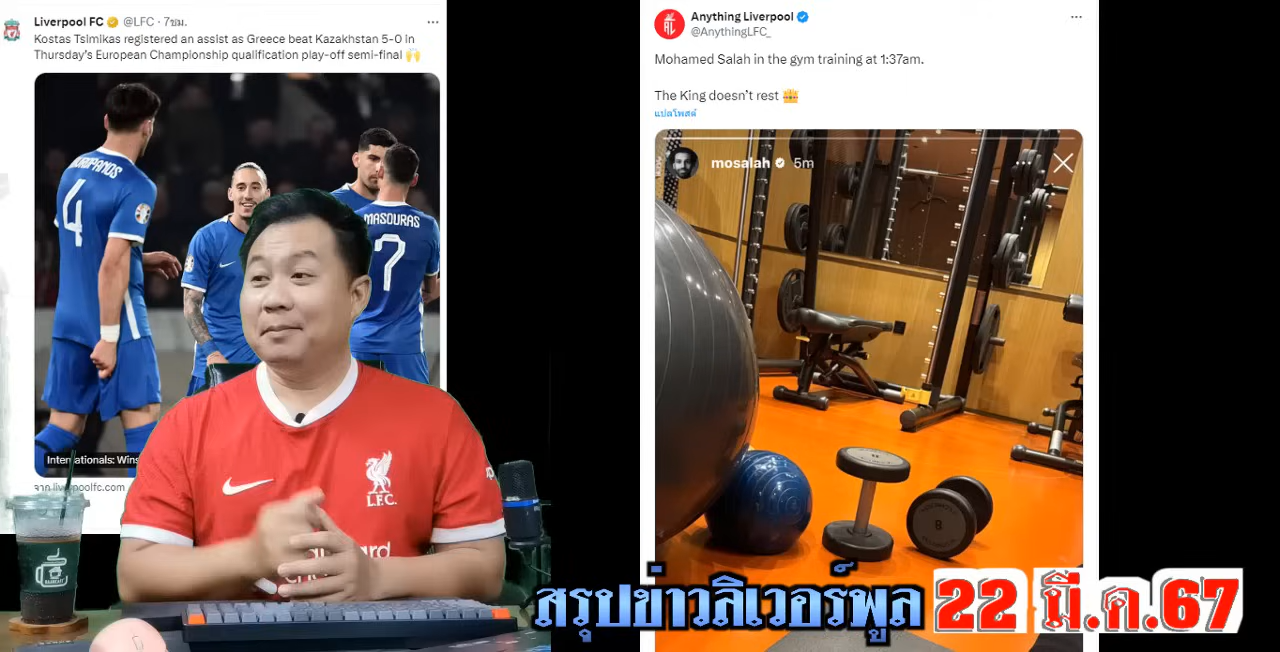 Liverpool FC @LFC · 7ชม.
Kostas Tsimikas registered an assist as Greece beat Kazakhstan 5-0 in
Thursday's European Championship qualification play-off semi-final 🙌
4
MASOURAS
7
Internationals: Wins
จาก liverpoolfc.com
L.F.C.
Anything Liverpool
@AnythingLFC_
Mohamed Salah in the gym training at 1:37am.
The King doesn't rest 👑
แปลโพสต์
mosalah 5m
8
สรุปข่าวลิเวอร์พูล 22 มี.ค.67